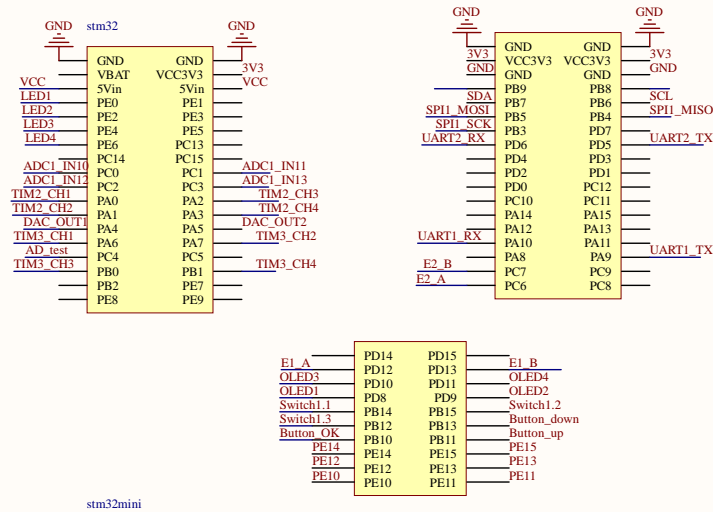 GND stm32 GND
GND GND
VBAT VCC3V3 3V3
VCC 5Vin 5Vin VCC
LED1 PE0 PE1
LED2 PE2 PE3
LED3 PE4 PE5
LED4 PE6 PC13
PC14 PC15
ADC1_IN10 PC0 PC1 ADC1_IN11
ADC1_IN12 PC2 PC3 ADC1_IN13
TIM2_CH1 PA0 PA2 TIM2_CH3
TIM2_CH2 PA1 PA3 TIM2_CH4
DAC_OUT1 PA4 PA5 DAC_OUT2
TIM3_CH1 PA6 PA7 TIM3_CH2
AD_test PC4 PC5
TIM3_CH3 PB0 PB1 TIM3_CH4
PB2 PE7
PE8 PE9
GND GND
GND GND
3V3 VCC3V3 VCC3V3 3V3
GND GND GND GND
PB9 PB8
SDA PB7 PB6 SCL
SPI1_MOSI PB5 PB4 SPI1_MISO
SPI1_SCK PB3 PD7
UART2_RX PD6 PD5 UART2_TX
PD4 PD3
PD2 PD1
PD0 PC12
PC10 PC11
PA14 PA15
PA12 PA13
UART1_RX PA10 PA11
PA8 PA9 UART1_TX
E2_B PC7 PC9
E2_A PC6 PC8
PD14 PD15
E1_A PD12 PD13 E1_B
OLED3 PD10 PD11 OLED4
OLED1 PD8 PD9 OLED2
Switch1.1 PB14 PB15 Switch1.2
Switch1.3 PB12 PB13 Button_down
Button_OK PB10 PB11 Button_up
PE14 PE14 PE15 PE15
PE12 PE12 PE13 PE13
PE10 PE10 PE11 PE11
stm32mini